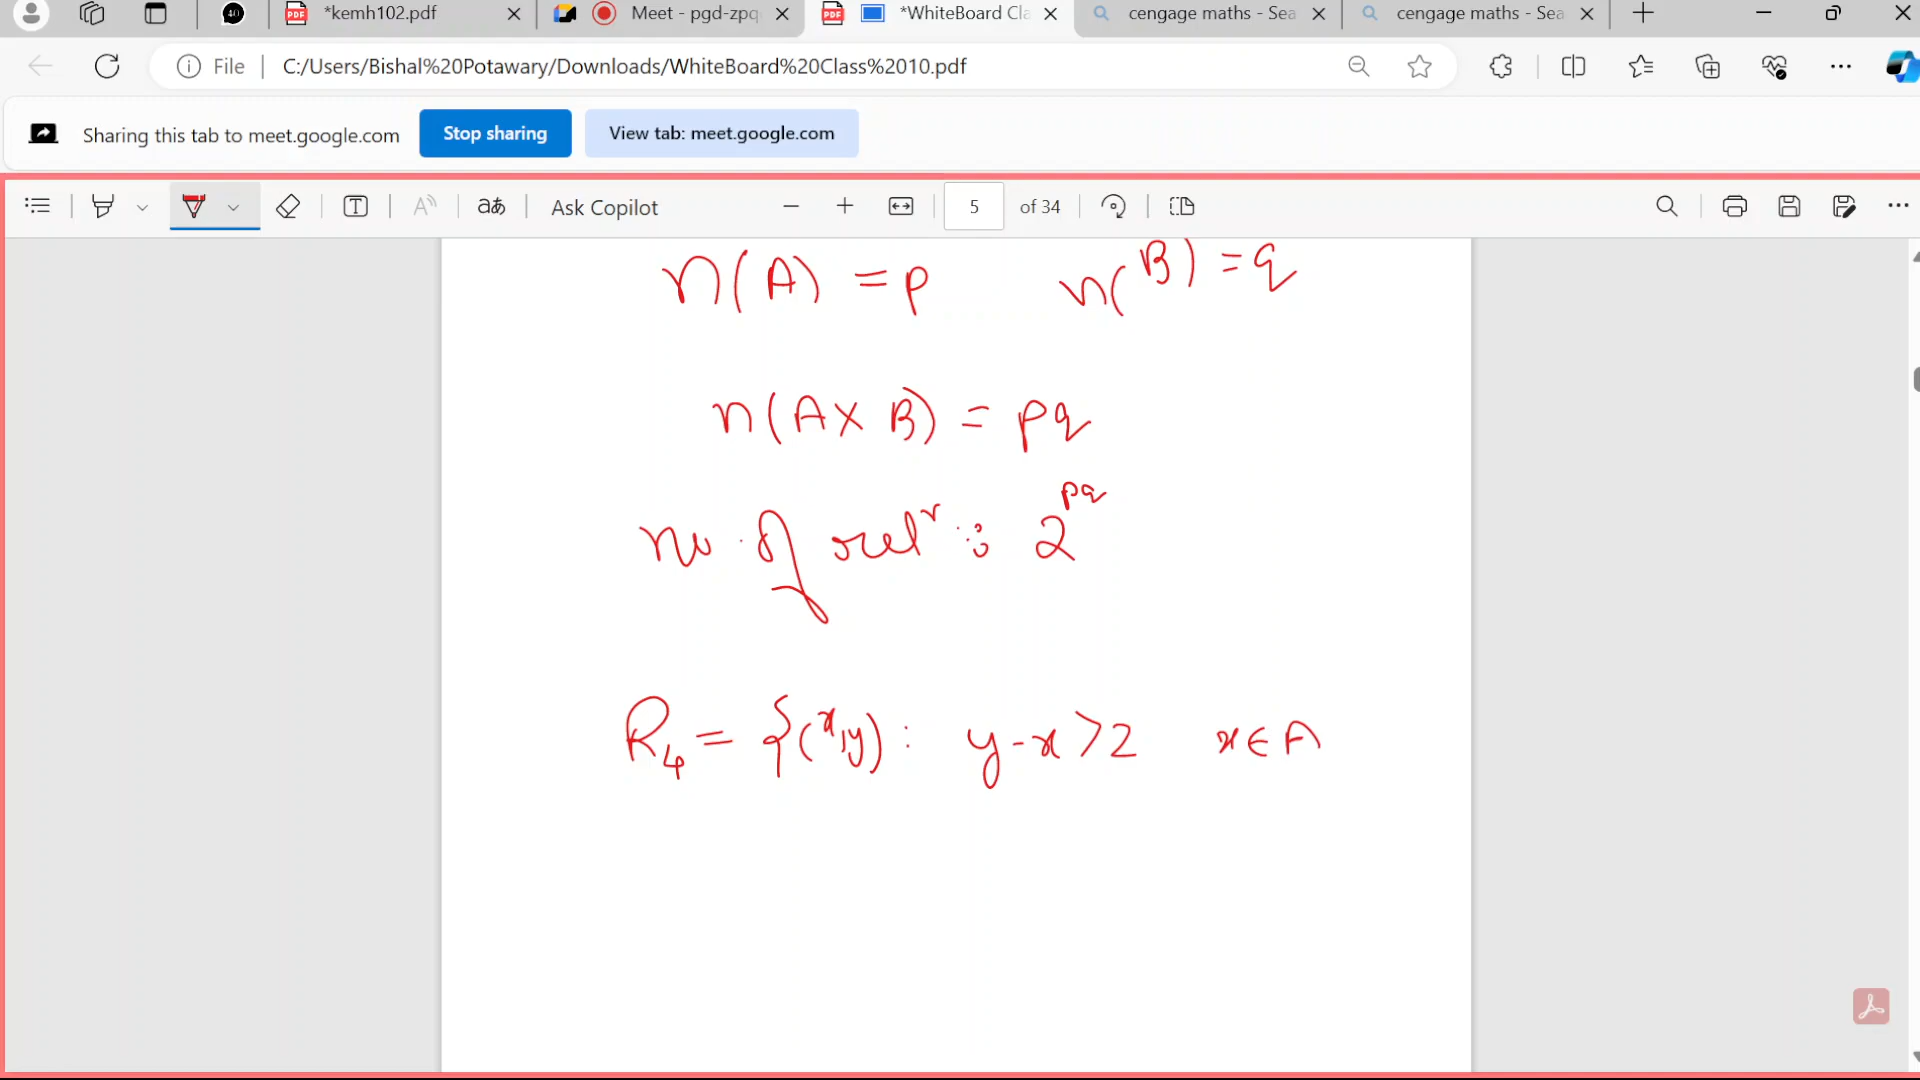 40
*kemh102.pdf
Meet - pgd-zpq
*WhiteBoard Cla
cengage maths - Sea
cengage maths - Sea
File
C:/Users/Bishal%20Potawary/Downloads/WhiteBoard%20Class%2010.pdf
Sharing this tab to meet.google.com
Stop sharing
View tab: meet.google.com
Ask Copilot
5 of 34
n(A) = p n(B) = q
n(A X B) = pq
no. of relⁿ : 2^pq
R₄ = {(x,y) : y-x>2 x∈A